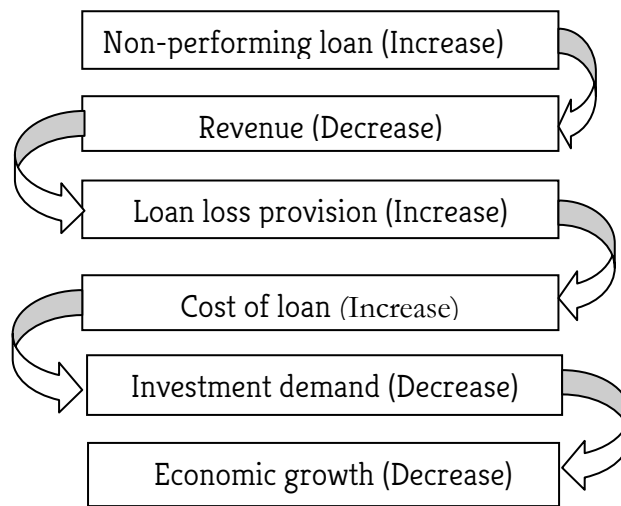 Non-performing loan (Increase)
Revenue (Decrease)
Loan loss provision (Increase)
Cost of loan (Increase)
Investment demand (Decrease)
Economic growth (Decrease)